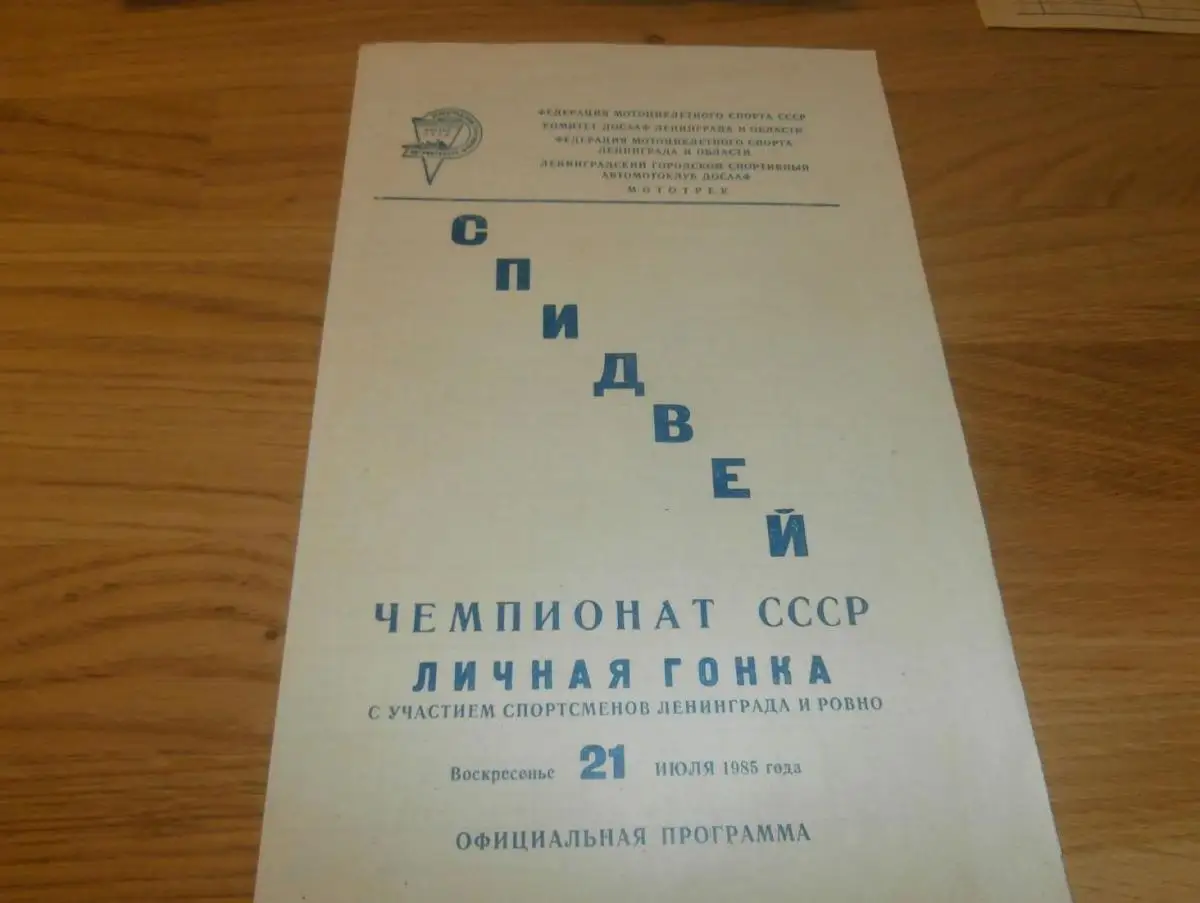 ФЕДЕРАЦИЯ МОТОЦИКЛЕТНОГО СПОРТА СССР
КОМИТЕТ ДОСААФ ЛЕНИНГРАДА И ОБЛАСТИ
ФЕДЕРАЦИЯ МОТОЦИКЛЕТНОГО СПОРТА
ЛЕНИНГРАДА И ОБЛАСТИ
ЛЕНИНГРАДСКИЙ ГОРОДСКОЙ СПОРТИВНЫЙ
АВТОМОТОКЛУБ ДОСААФ
МОТОТРЕК
СПИДВЕЙ
ЧЕМПИОНАТ СССР
ЛИЧНАЯ ГОНКА
С УЧАСТИЕМ СПОРТСМЕНОВ ЛЕНИНГРАДА И РОВНО
Воскресенье 21 ИЮЛЯ 1985 года
ОФИЦИАЛЬНАЯ ПРОГРАММА